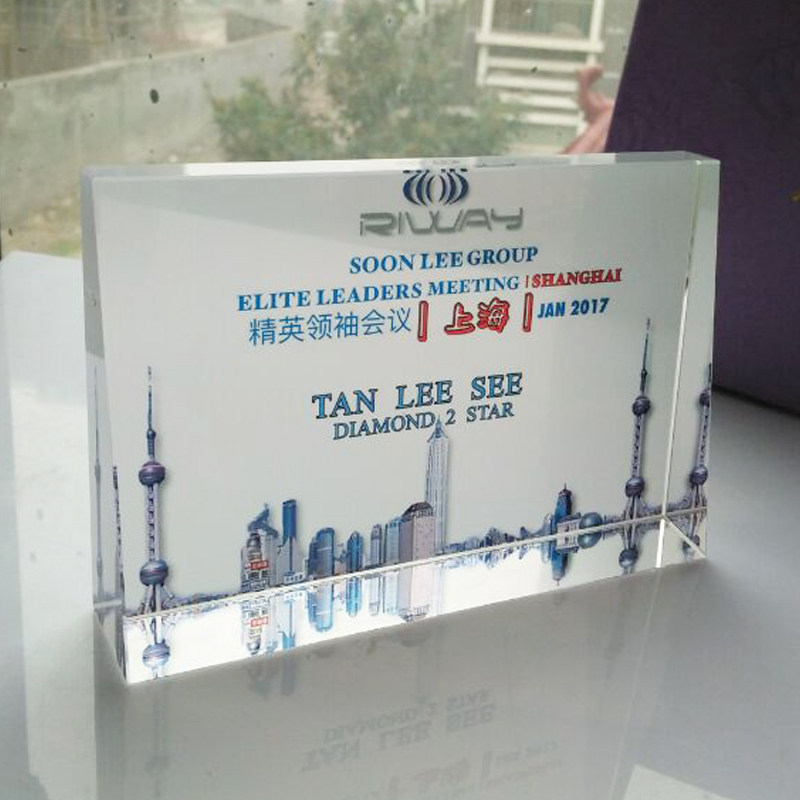 RIWAY
SOON LEE GROUP
ELITE LEADERS MEETING | SHANGHAI
精英领袖会议 | 上海 | JAN 2017
TAN LEE SEE
DIAMOND 2 STAR